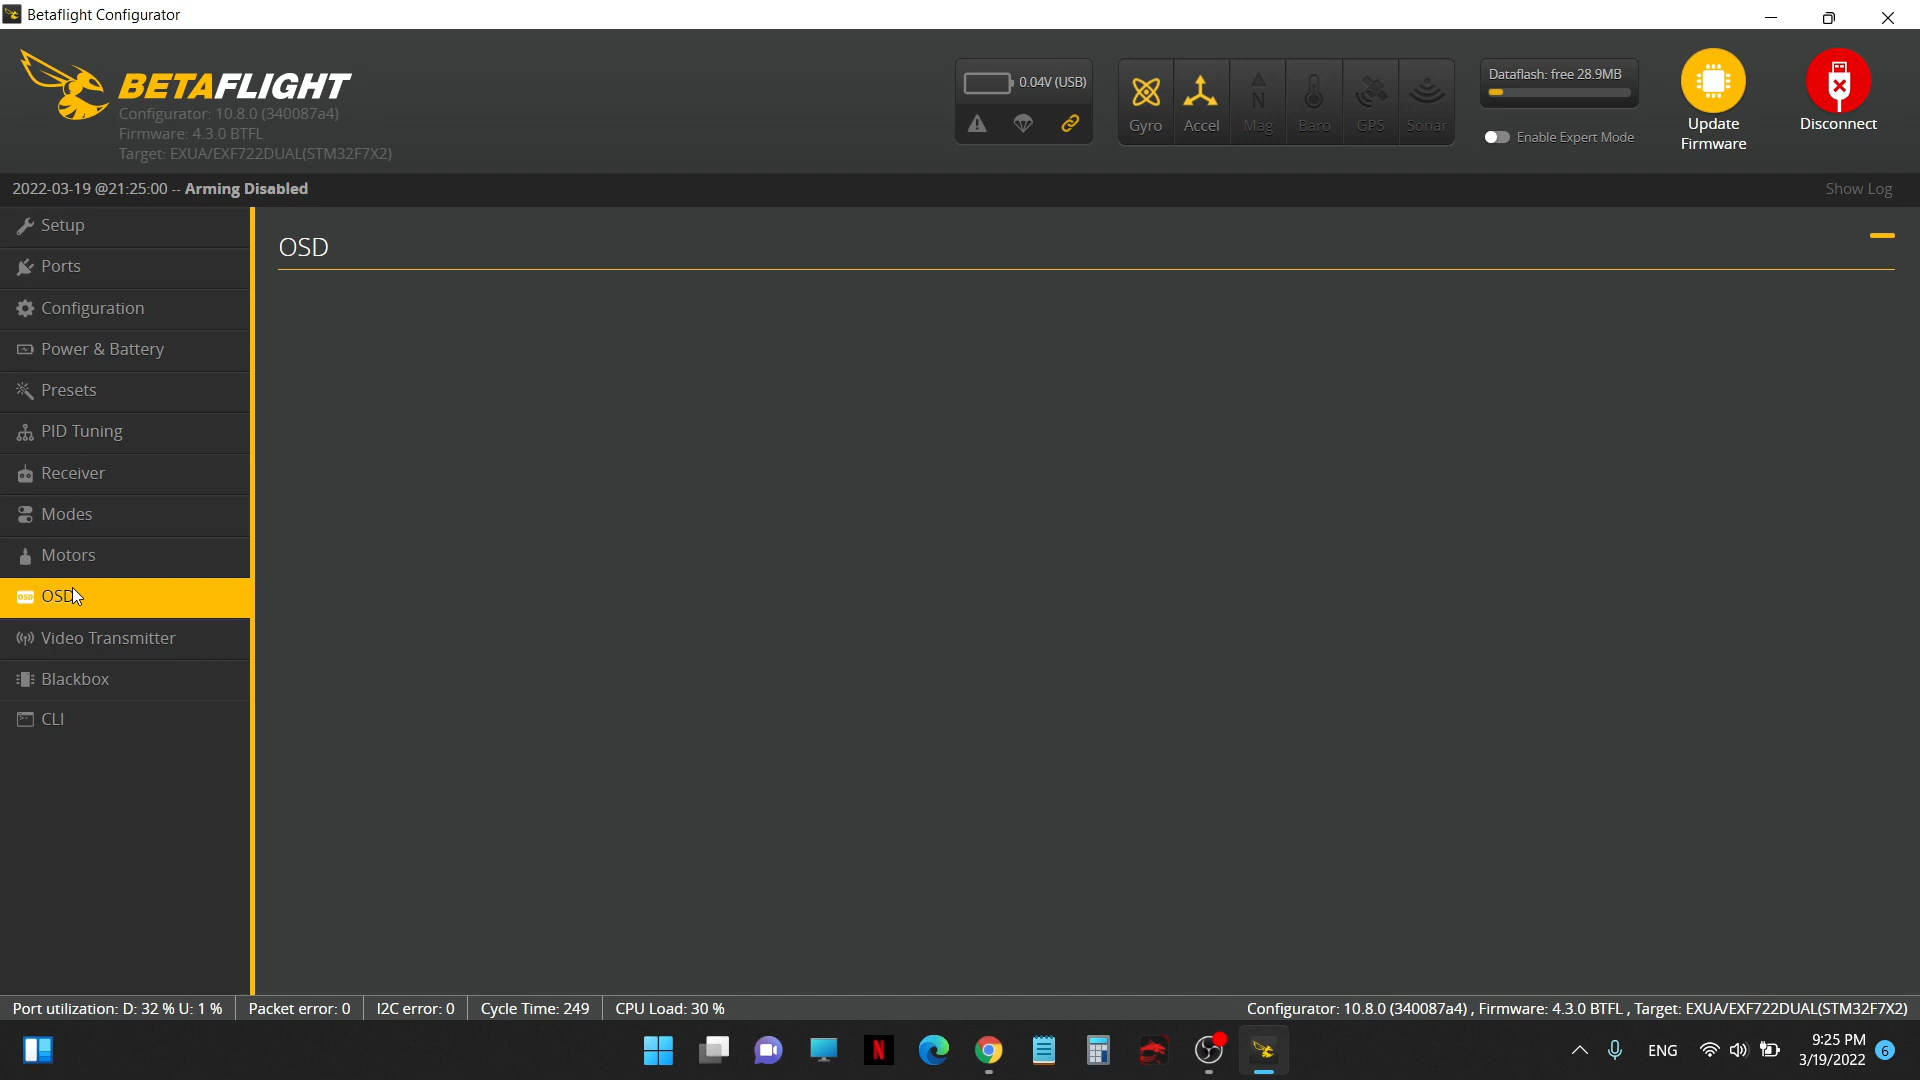 Betaflight Configurator
BETAFLIGHT
Configurator: 10.8.0 (340087a4)
Firmware: 4.3.0 BTFL
Target: EXUA/EXF722DUAL(STM32F7X2)
0.04V (USB)
Gyro
Accel
N
Mag
Baro
GPS
Sonar
Dataflash: free 28.9MB
Enable Expert Mode
Update
Firmware
Disconnect
2022-03-19 @21:25:00 -- Arming Disabled
Show Log
Setup
Ports
Configuration
Power & Battery
Presets
PID Tuning
Receiver
Modes
Motors
OSD OSD
Video Transmitter
Blackbox
CLI
OSD
Port utilization: D: 32 % U: 1 %
Packet error: 0
I2C error: 0
Cycle Time: 249
CPU Load: 30 %
Configurator: 10.8.0 (340087a4) , Firmware: 4.3.0 BTFL , Target: EXUA/EXF722DUAL(STM32F7X2)
N
ENG
9:25 PM
3/19/2022
6